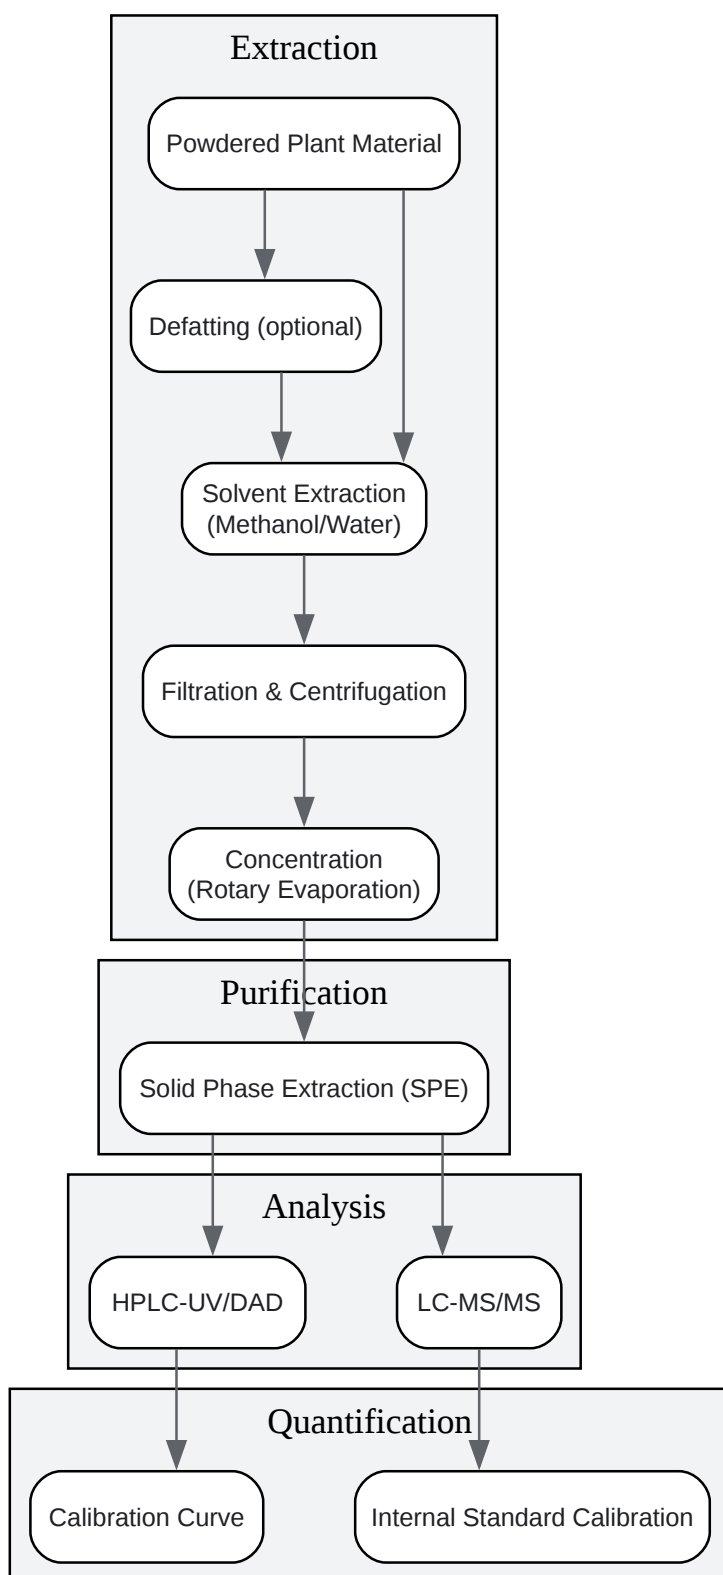 Extraction
Powdered Plant Material
Defatting (optional)
Solvent Extraction
(Methanol/Water)
Filtration & Centrifugation
Concentration
(Rotary Evaporation)
Purification
Solid Phase Extraction (SPE)
Analysis
HPLC-UV/DAD
LC-MS/MS
Quantification
Calibration Curve
Internal Standard Calibration